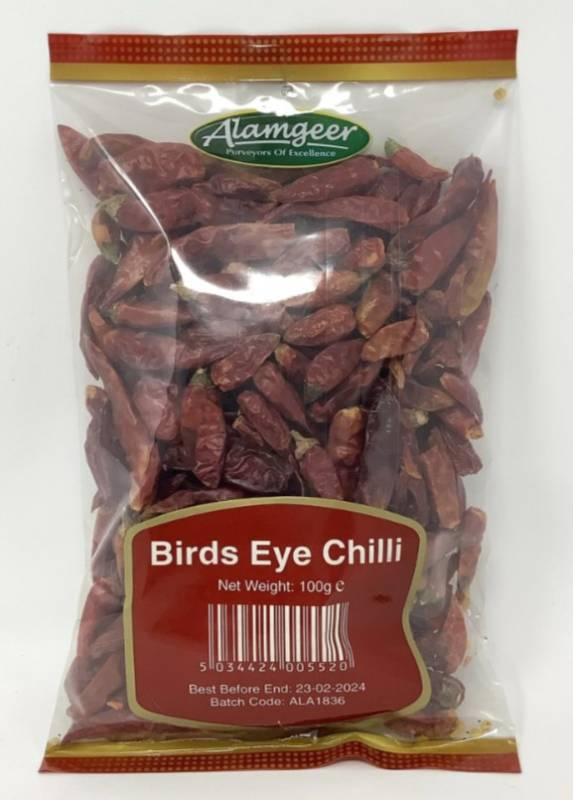 Alamgeer
Purveyors Of Excellence
Birds Eye Chilli
Net Weight: 100g ℮
5 034424 005520
Best Before End: 23-02-2024
Batch Code: ALA1836